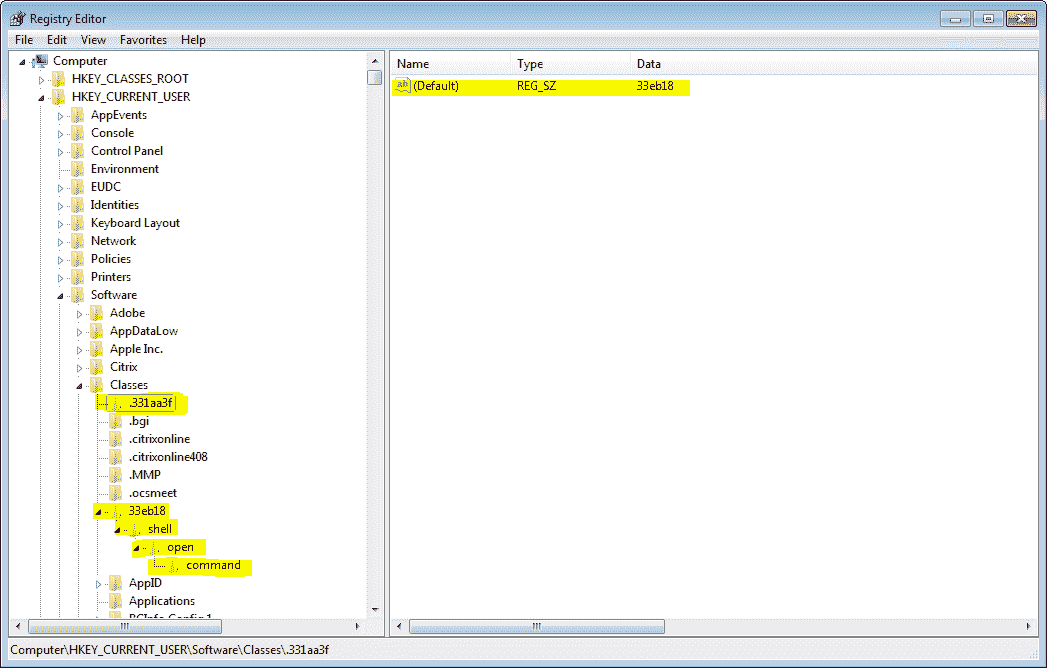 Registry Editor
File Edit View Favorites Help
Computer
HKEY_CLASSES_ROOT
HKEY_CURRENT_USER
AppEvents
Console
Control Panel
Environment
EUDC
Identities
Keyboard Layout
Network
Policies
Printers
Software
Adobe
AppDataLow
Apple Inc.
Citrix
Classes
.331aa3f
.bgi
.citrixonline
.citrixonline408
.MMP
.ocsmeet
33eb18
shell
open
command
AppID
Applications
Name Type Data
ab (Default) REG_SZ 33eb18
Computer\HKEY_CURRENT_USER\Software\Classes\.331aa3f